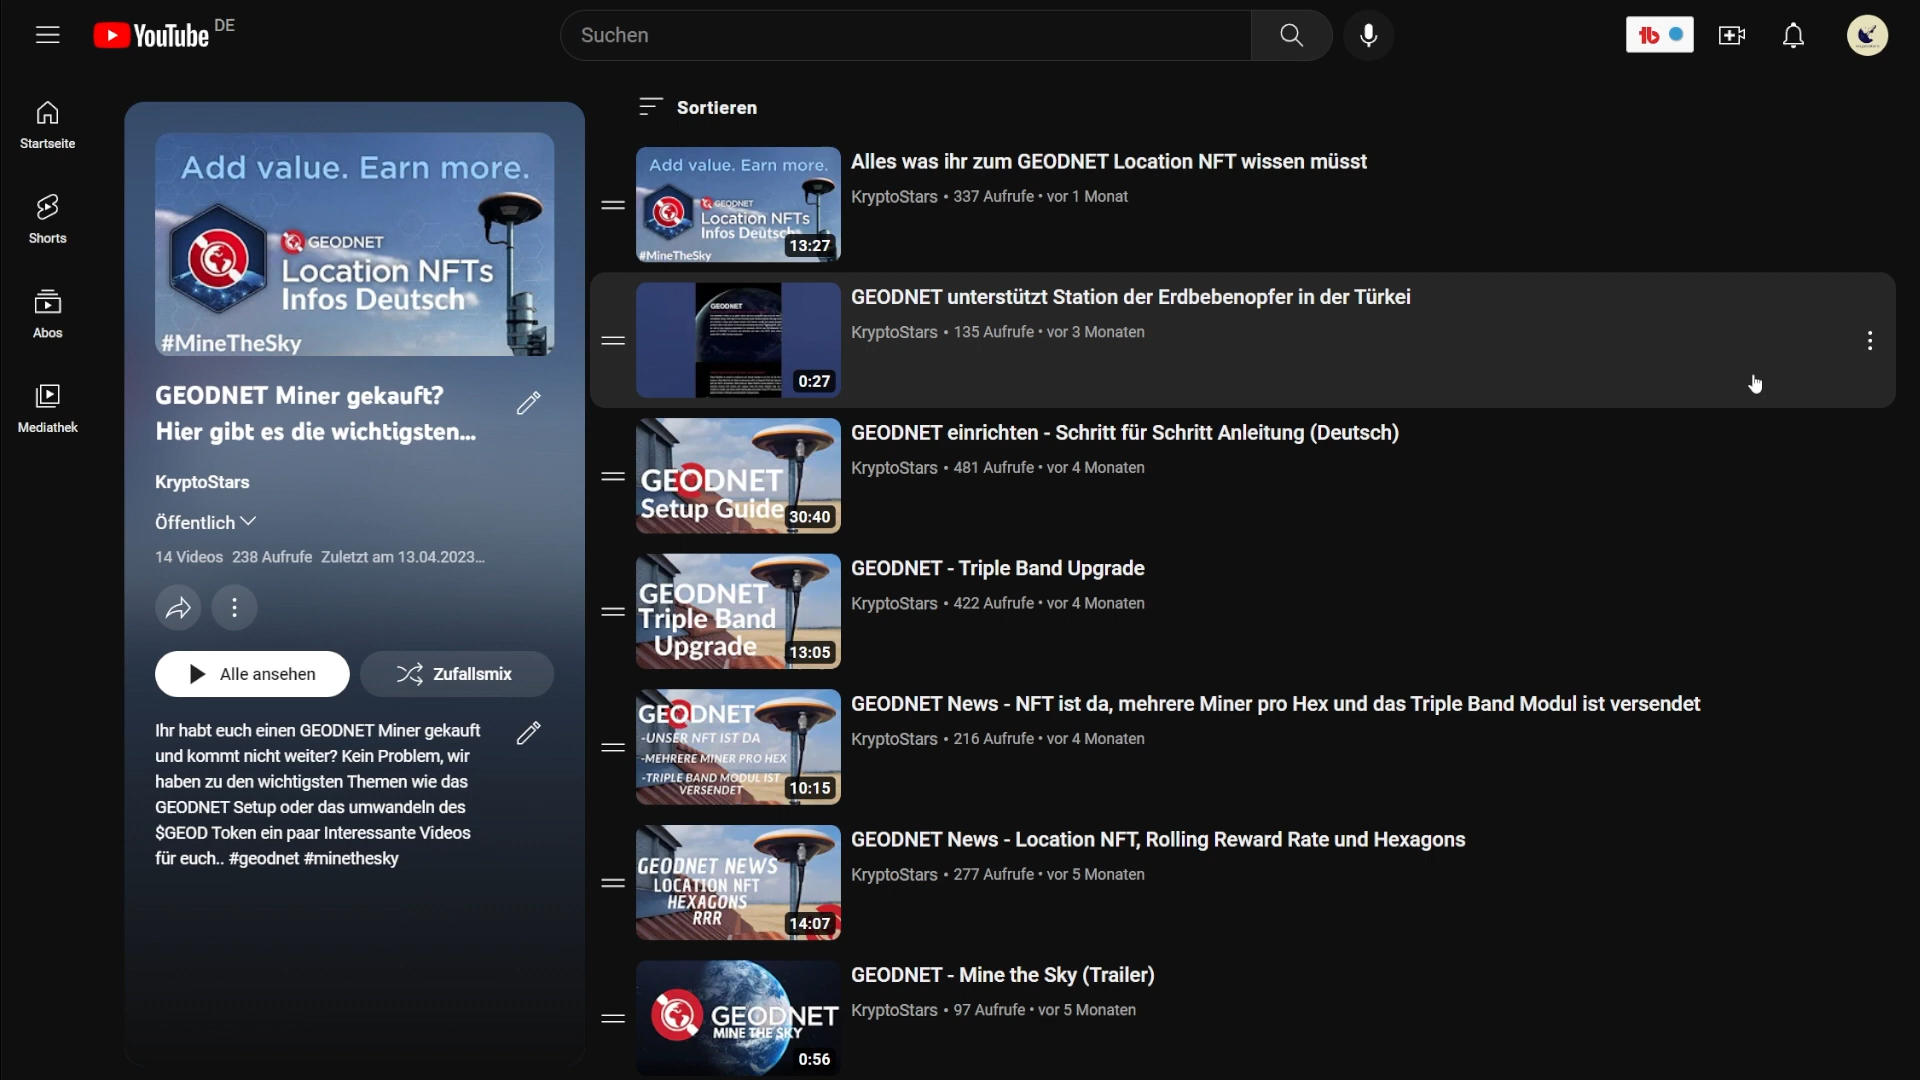 YouTube DE
Suchen
Startseite
Shorts
Abos
Mediathek
Add value. Earn more.
GEODNET
Location NFTs
Infos Deutsch
#MineTheSky
GEODNET Miner gekauft?
Hier gibt es die wichtigsten...
KryptoStars
Öffentlich
14 Videos 238 Aufrufe Zuletzt am 13.04.2023...
Alle ansehen
Zufallsmix
Ihr habt euch einen GEODNET Miner gekauft
und kommt nicht weiter? Kein Problem, wir
haben zu den wichtigsten Themen wie das
GEODNET Setup oder das umwandeln des
$GEOD Token ein paar Interessante Videos
für euch.. #geodnet #minethesky
Sortieren
Add value. Earn more.
GEODNET
Location NFTs
Infos Deutsch
#MineTheSky
13:27
Alles was ihr zum GEODNET Location NFT wissen müsst
KryptoStars • 337 Aufrufe • vor 1 Monat
GEODNET
0:27
GEODNET unterstützt Station der Erdbebenopfer in der Türkei
KryptoStars • 135 Aufrufe • vor 3 Monaten
GEODNET
Setup Guide
30:40
GEODNET einrichten - Schritt für Schritt Anleitung (Deutsch)
KryptoStars • 481 Aufrufe • vor 4 Monaten
GEODNET
Triple Band
Upgrade
13:05
GEODNET - Triple Band Upgrade
KryptoStars • 422 Aufrufe • vor 4 Monaten
GEODNET
-UNSER NFT IST DA
-MEHRERE MINER PRO HEX
-TRIPLE BAND MODUL IST
VERSENDET
10:15
GEODNET News - NFT ist da, mehrere Miner pro Hex und das Triple Band Modul ist versendet
KryptoStars • 216 Aufrufe • vor 4 Monaten
GEODNET NEWS
LOCATION NFT
HEXAGONS
RRR
14:07
GEODNET News - Location NFT, Rolling Reward Rate und Hexagons
KryptoStars • 277 Aufrufe • vor 5 Monaten
GEODNET
MINE THE SKY
0:56
GEODNET - Mine the Sky (Trailer)
KryptoStars • 97 Aufrufe • vor 5 Monaten